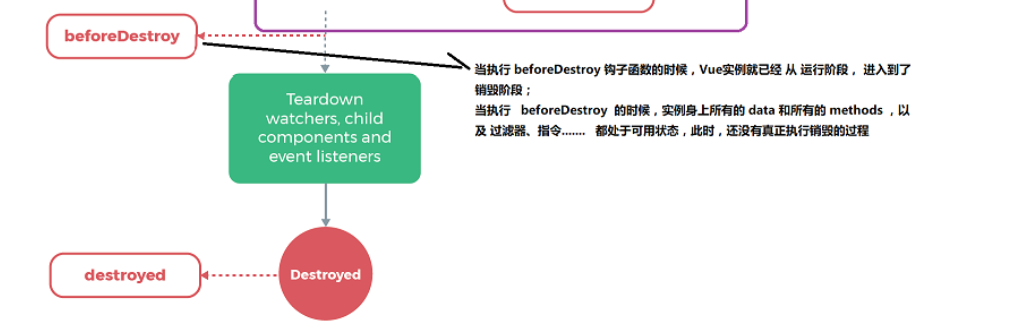 beforeDestroy
当执行 beforeDestroy 钩子函数的时候，Vue实例就已经 从 运行阶段， 进入到了
销毁阶段；
当执行 beforeDestroy 的时候，实例身上所有的 data 和所有的 methods ，以
及 过滤器、指令....... 都处于可用状态，此时，还没有真正执行销毁的过程
Teardown
watchers, child
components and
event listeners
destroyed
Destroyed